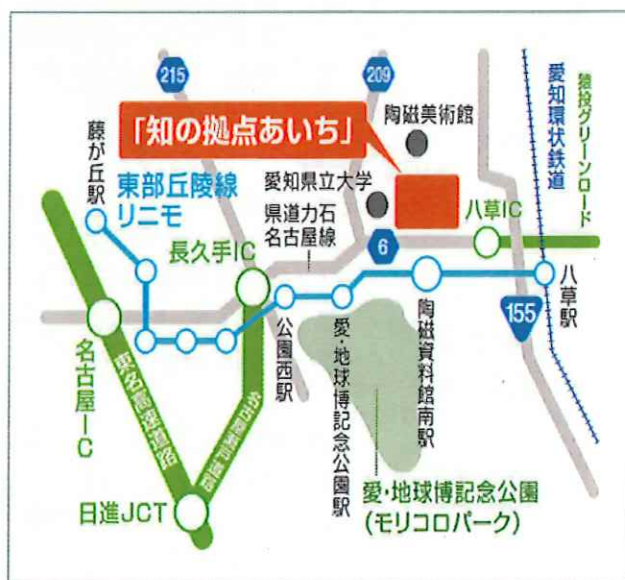 215
209
「知の拠点あいち」
陶磁美術館
愛知環状鉄道
猿投グリーンロード
藤が丘駅
東部丘陵線
リニモ
愛知県立大学
県道力石
名古屋線
長久手IC
6
八草IC
八草駅
155
名古屋IC
東名高速道路
名古屋瀬戸道路
公園西駅
愛・地球博記念公園駅
陶磁資料館南駅
日進JCT
愛・地球博記念公園
(モリコロパーク)